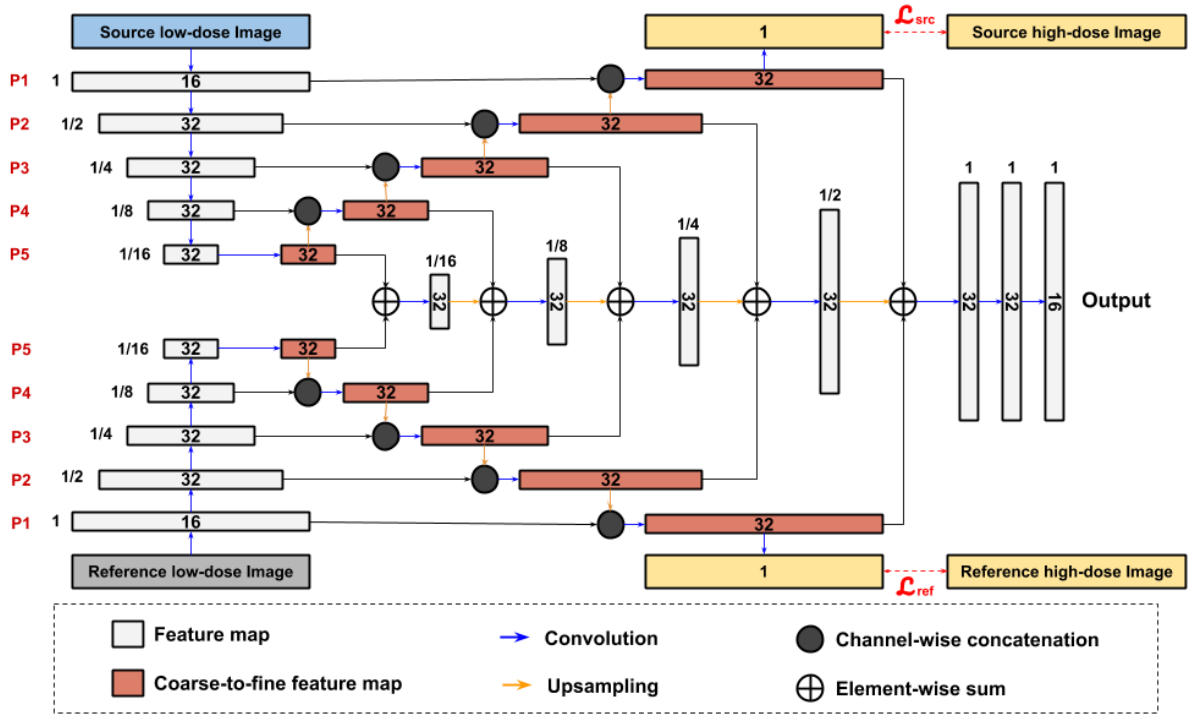 Source low-dose Image
1
ℒsrc
Source high-dose Image
P1
1
16
32
P2
1/2
32
32
P3
1/4
32
32
P4
1/8
32
32
P5
1/16
32
32
1/16
32
1/8
32
1/4
32
1/2
32
1
32
1
32
1
16
Output
P5
1/16
32
32
P4
1/8
32
32
P3
1/4
32
32
P2
1/2
32
32
P1
1
16
32
Reference low-dose Image
1
ℒref
Reference high-dose Image
Feature map
Convolution
Channel-wise concatenation
Coarse-to-fine feature map
Upsampling
Element-wise sum